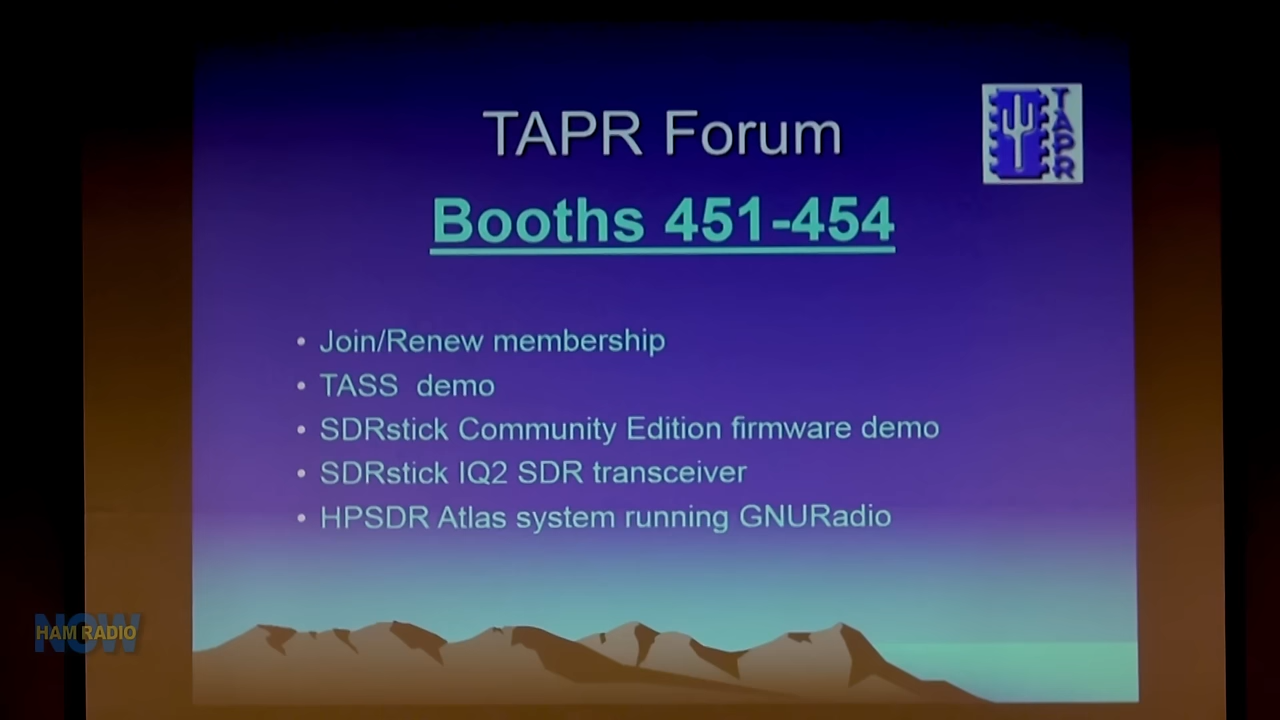 TAPR Forum
TAPR
Booths 451-454
• Join/Renew membership
• TASS demo
• SDRstick Community Edition firmware demo
• SDRstick IQ2 SDR transceiver
• HPSDR Atlas system running GNURadio
NOW
HAM RADIO